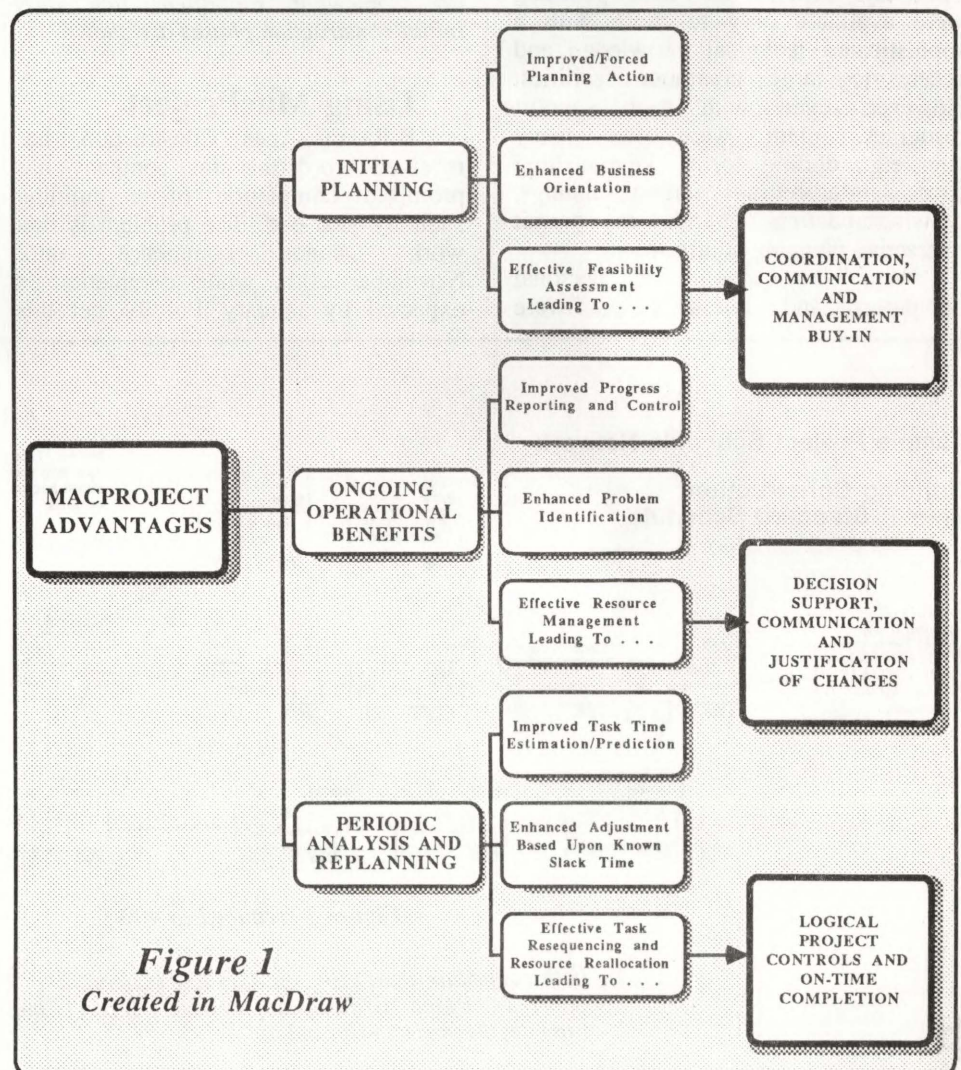 MACPROJECT
ADVANTAGES
INITIAL
PLANNING
Improved/Forced
Planning Action
Enhanced Business
Orientation
Effective Feasibility
Assessment
Leading To . . .
COORDINATION,
COMMUNICATION
AND
MANAGEMENT
BUY-IN
ONGOING
OPERATIONAL
BENEFITS
Improved Progress
Reporting and Control
Enhanced Problem
Identification
Effective Resource
Management
Leading To . . .
DECISION
SUPPORT,
COMMUNICATION
AND
JUSTIFICATION
OF CHANGES
PERIODIC
ANALYSIS AND
REPLANNING
Improved Task Time
Estimation/Prediction
Enhanced Adjustment
Based Upon Known
Slack Time
Effective Task
Resequencing and
Resource Reallocation
Leading To . . .
LOGICAL
PROJECT
CONTROLS AND
ON-TIME
COMPLETION
Figure 1
Created in MacDraw